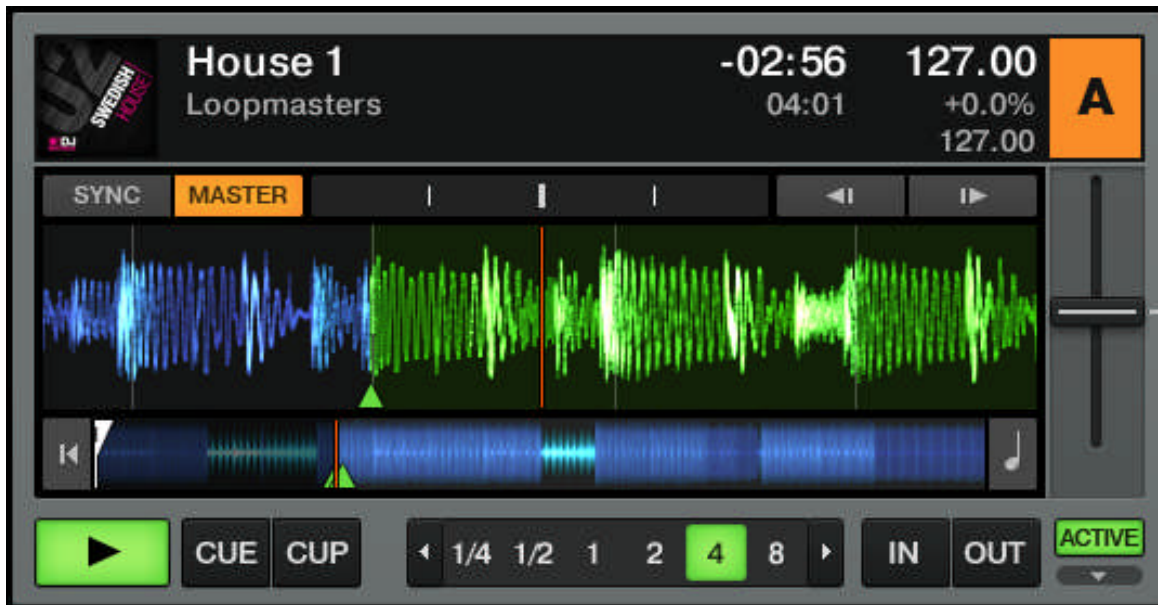 House 1 -02:56 127.00 A
Loopmasters 04:01 +0.0%
127.00
02
SWEDISH
HOUSE
DJ
SYNC MASTER
CUE CUP 1/4 1/2 1 2 4 8 IN OUT ACTIVE